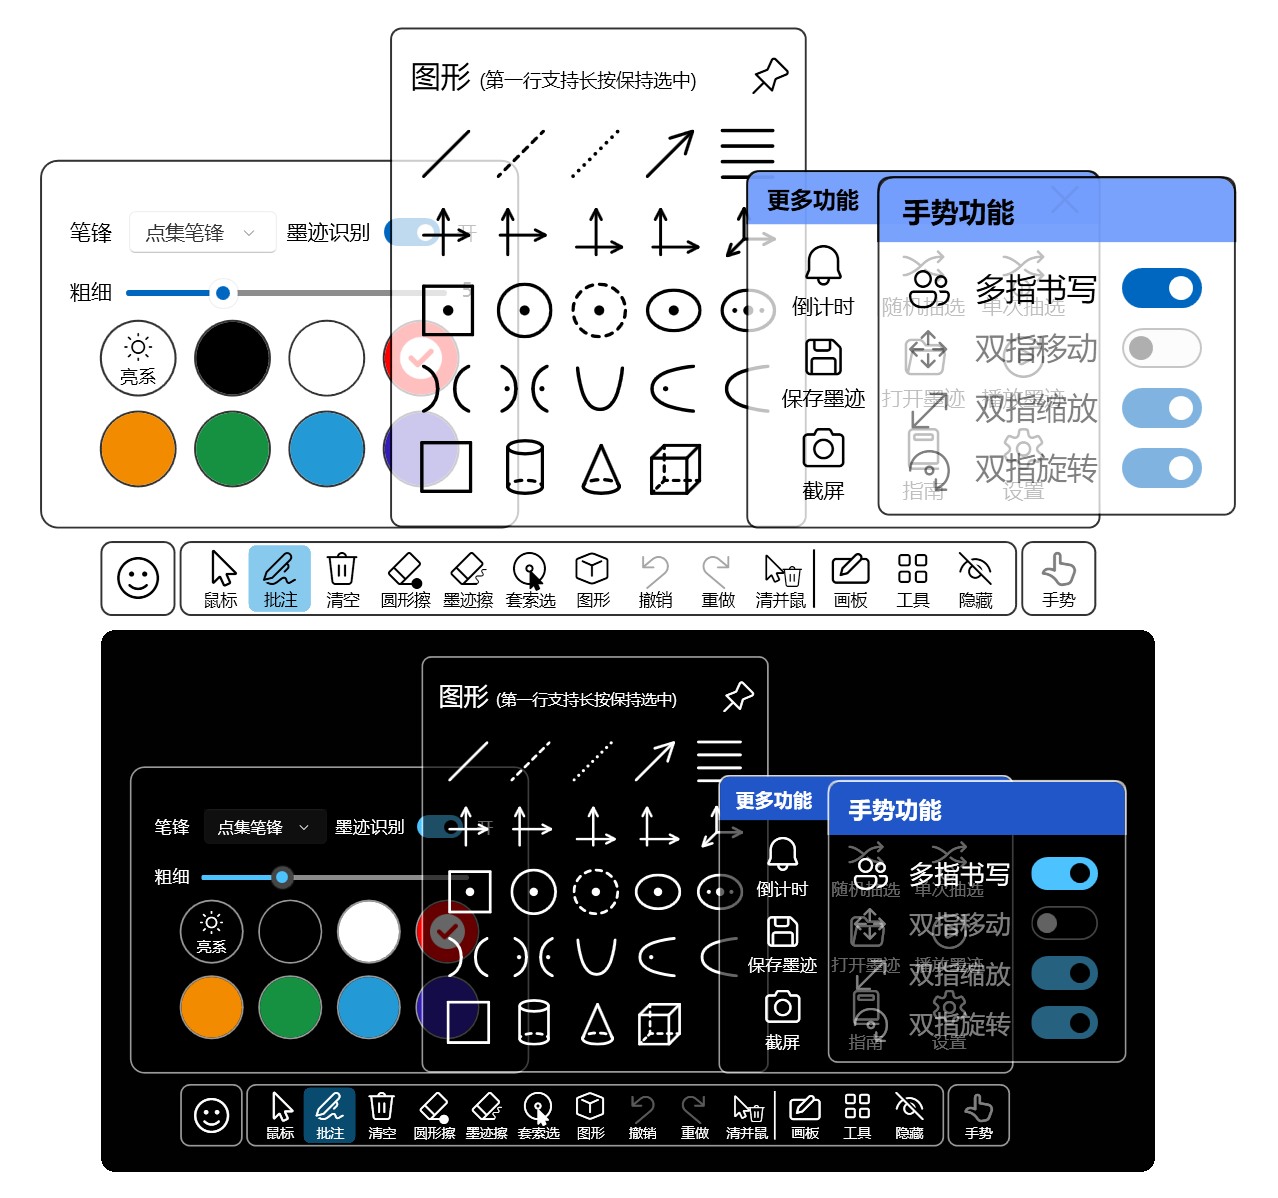 图形 (第一行支持长按保持选中)
笔锋 点集笔锋 墨迹识别 开
粗细 5
亮系
更多功能
倒计时 随机抽选 单次抽选
保存墨迹 打开墨迹 播放墨迹
截屏 指南 设置
手势功能
多指书写
双指移动
双指缩放
双指旋转
鼠标 批注 清空 圆形擦 墨迹擦 套索选 图形 撤销 重做 清并鼠 画板 工具 隐藏 手势
图形 (第一行支持长按保持选中)
笔锋 点集笔锋 墨迹识别 开
粗细
亮系
更多功能
倒计时 随机抽选 单次抽选
保存墨迹 打开墨迹 播放墨迹
截屏 指南 设置
手势功能
多指书写
双指移动
双指缩放
双指旋转
鼠标 批注 清空 圆形擦 墨迹擦 套索选 图形 撤销 重做 清并鼠 画板 工具 隐藏 手势